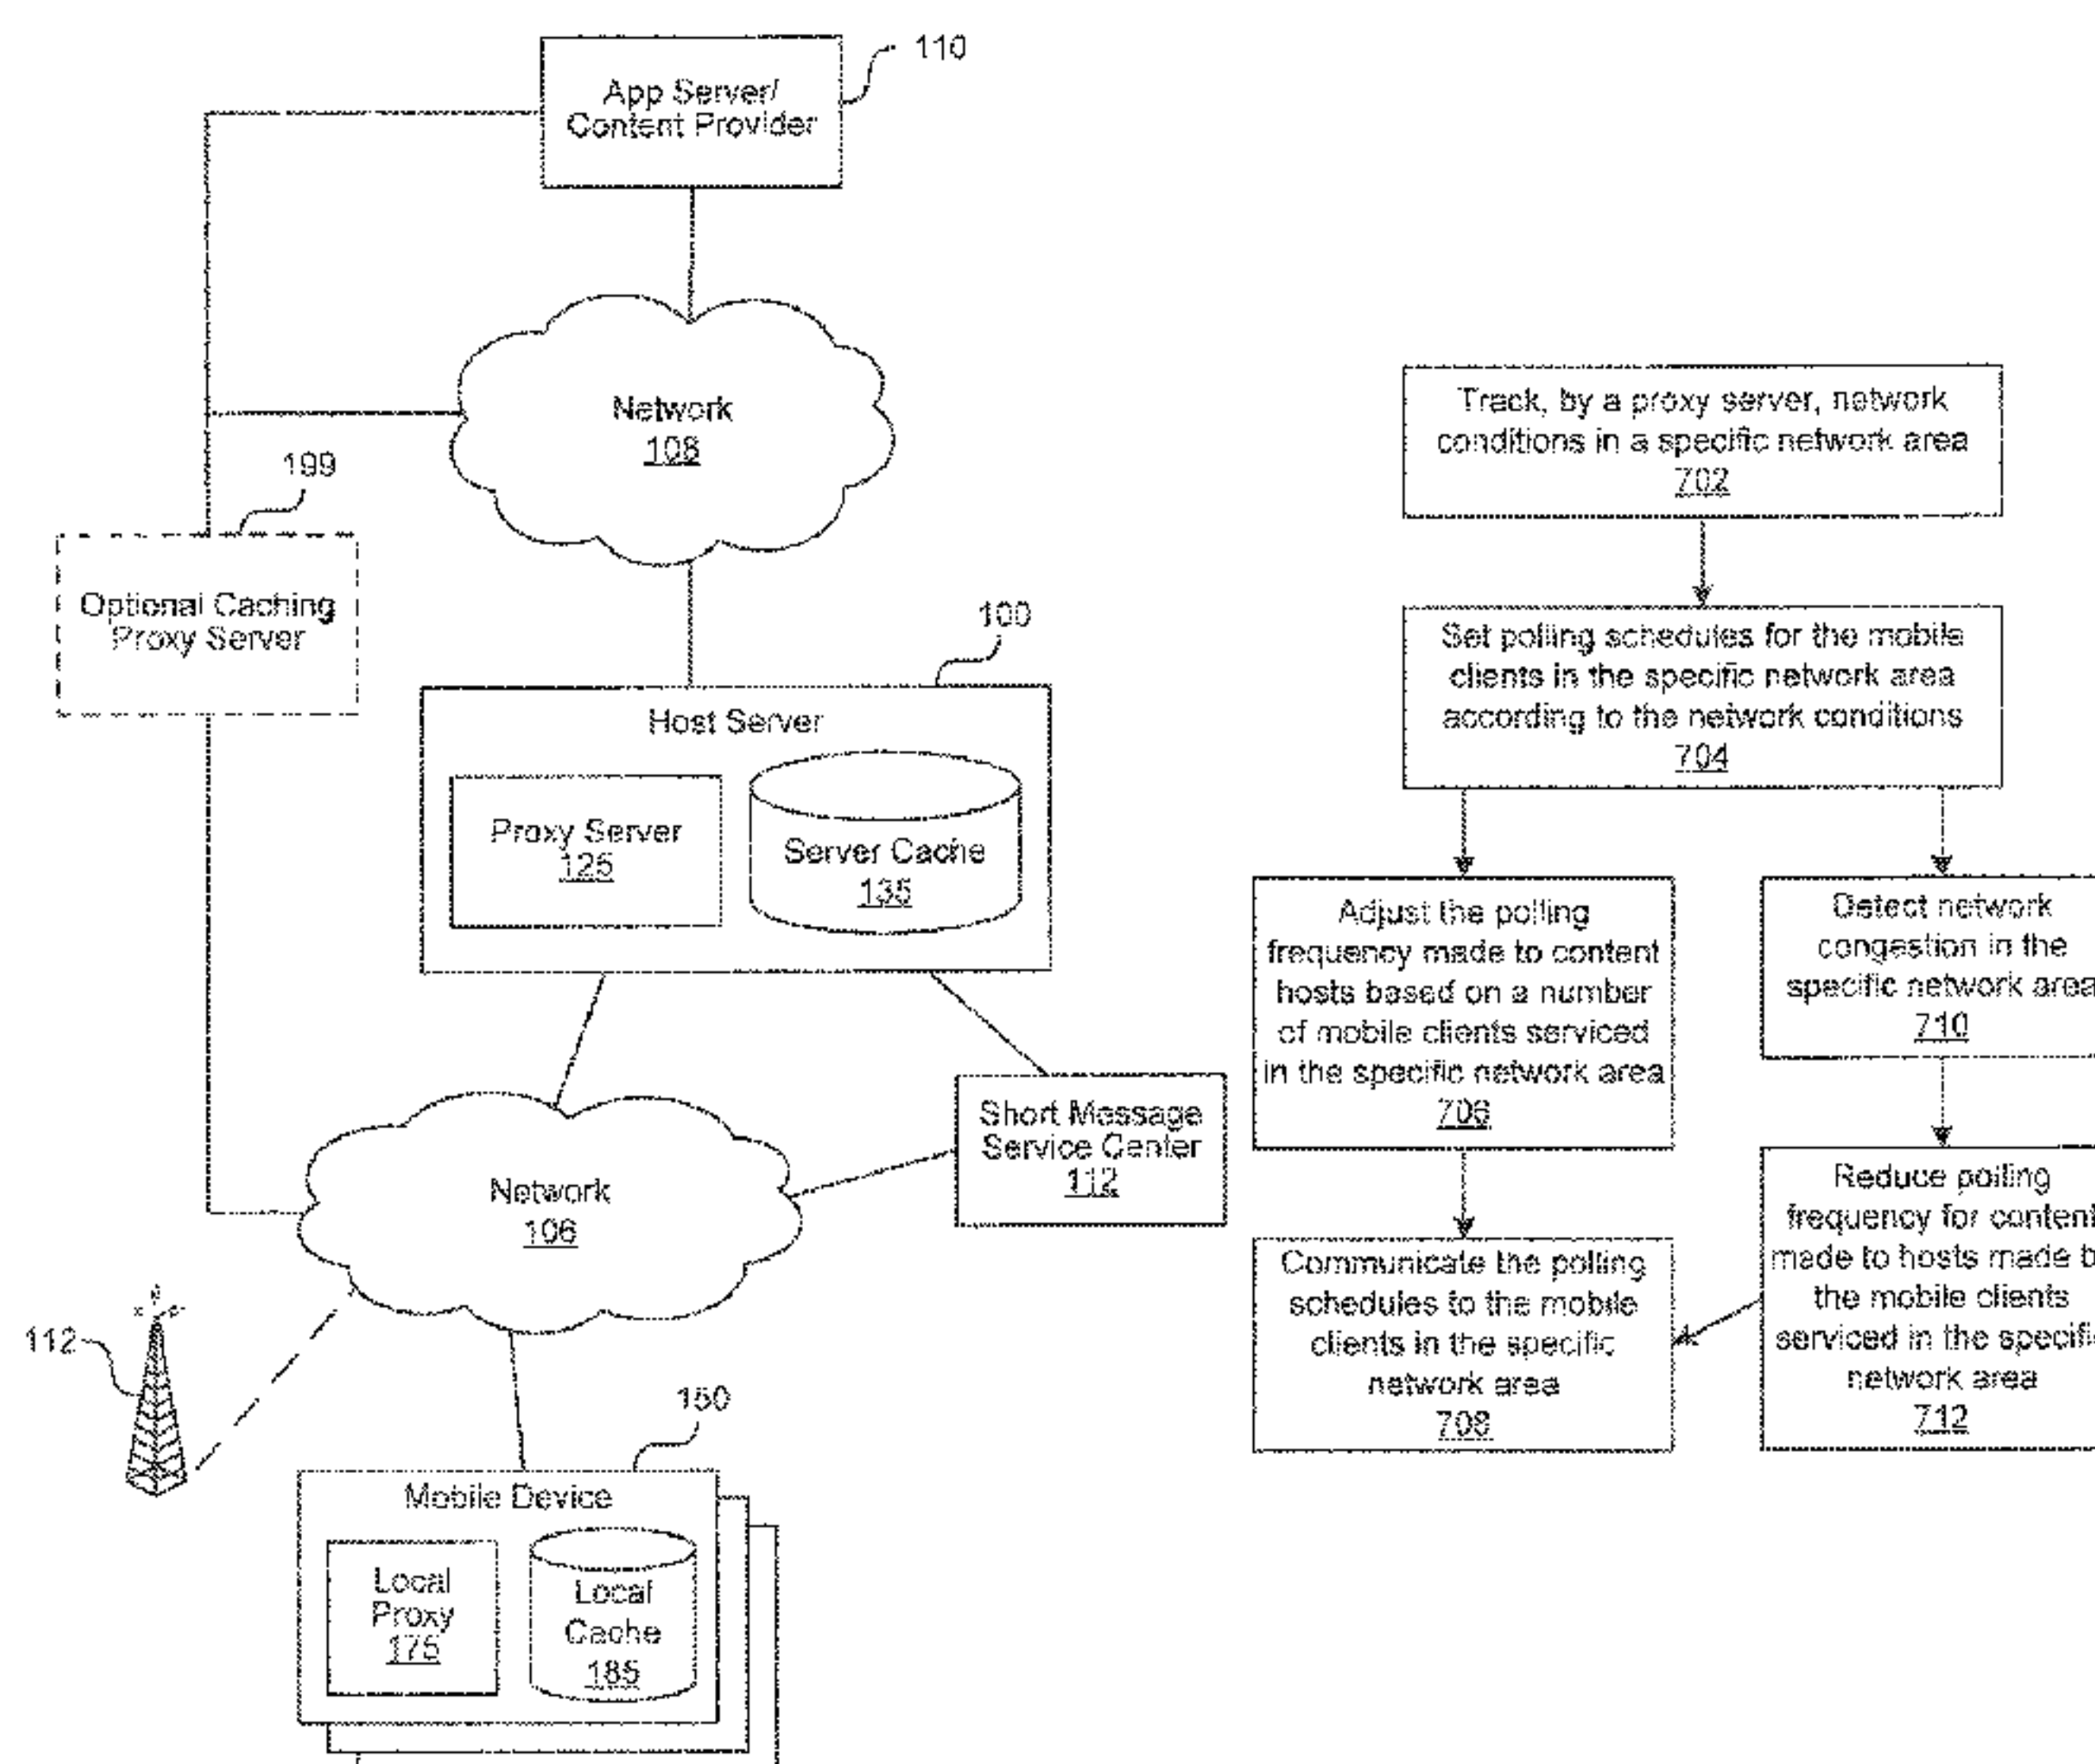 110
App Server/
Content Provider
Network
108
199
Optional Caching
Proxy Server
100
Host Server
Proxy Server
125
Server Cache
135
Short Message
Service Center
112
Network
106
112
150
Mobile Device
Local
Proxy
175
Local
Cache
185
Track, by a proxy server, network
conditions in a specific network area
702
Set polling schedules for the mobile
clients in the specific network area
according to the network conditions
704
Adjust the polling
frequency made to content
hosts based on a number
of mobile clients serviced
in the specific network area
706
Detect network
congestion in the
specific network area
710
Communicate the polling
schedules to the mobile
clients in the specific
network area
708
Reduce polling
frequency for content
made to hosts made b
the mobile clients
serviced in the specific
network area
712